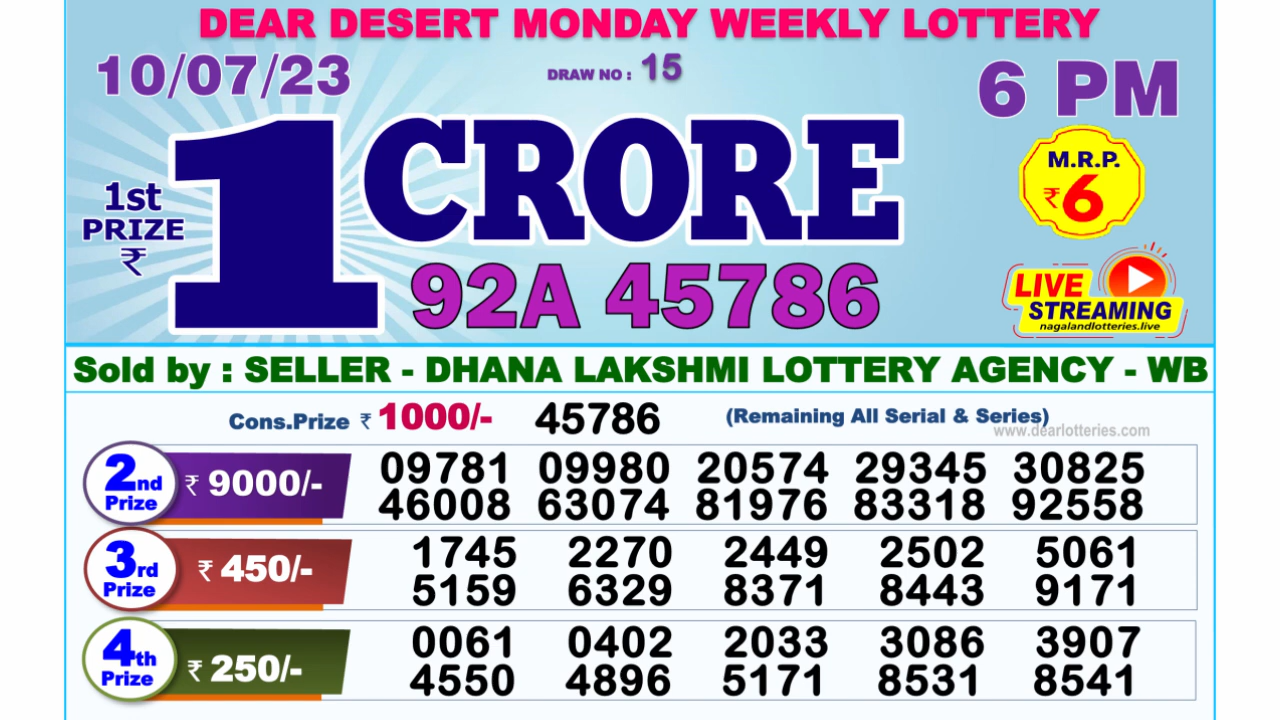 DEAR DESERT MONDAY WEEKLY LOTTERY
10/07/23
DRAW NO : 15
6 PM
1st
PRIZE
₹
1 CRORE
M.R.P.
₹ 6
92A 45786
LIVE
STREAMING
nagalandlotteries.live
Sold by : SELLER - DHANA LAKSHMI LOTTERY AGENCY - WB
Cons.Prize ₹ 1000/- 45786 (Remaining All Serial & Series)
www.dearlotteries.com
2nd Prize ₹ 9000/-
09781 09980 20574 29345 30825
46008 63074 81976 83318 92558
3rd Prize ₹ 450/-
1745 2270 2449 2502 5061
5159 6329 8371 8443 9171
4th Prize ₹ 250/-
0061 0402 2033 3086 3907
4550 4896 5171 8531 8541